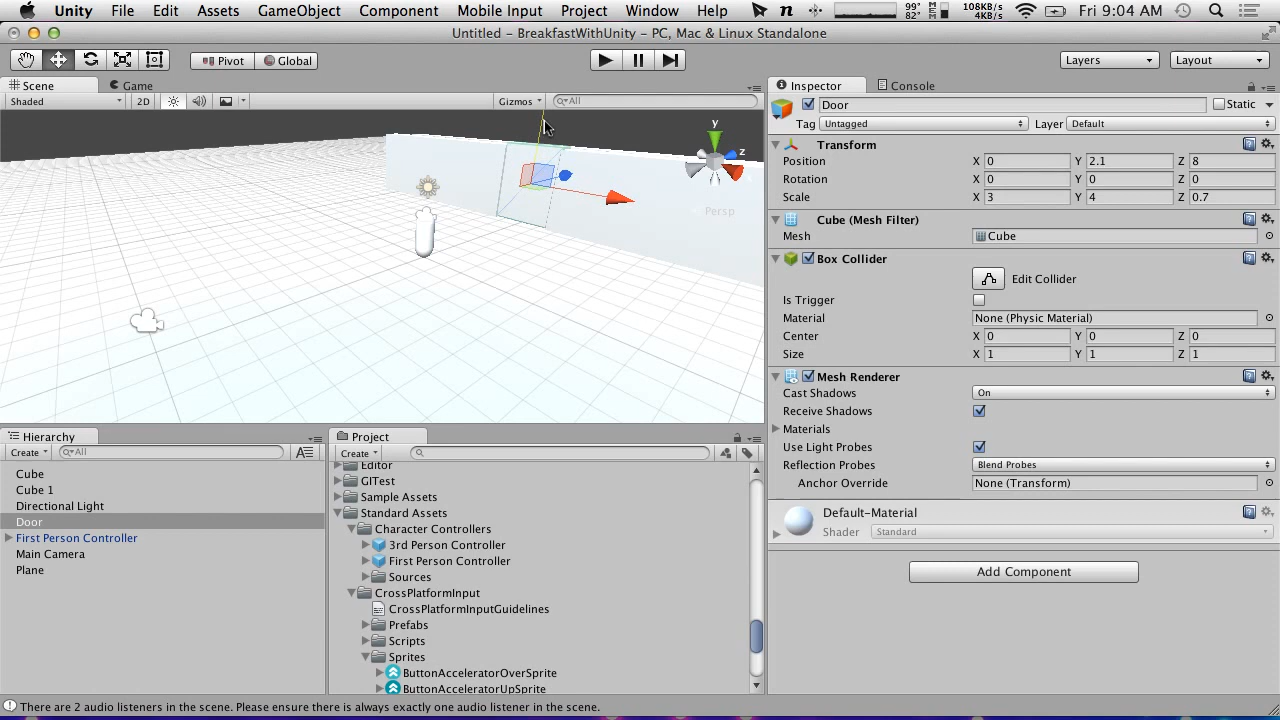 Unity File Edit Assets GameObject Component Mobile Input Project Window Help n 99° 82° MEM 108KB/s 4KB/s Fri 9:04 AM
Untitled - BreakfastWithUnity - PC, Mac & Linux Standalone
Pivot Global Layers Layout
Scene Game
Shaded 2D Gizmos All
y
z
Persp
Inspector Console
Door Static
Tag Untagged Layer Default
Transform
Position X 0 Y 2.1 Z 8
Rotation X 0 Y 0 Z 0
Scale X 3 Y 4 Z 0.7
Cube (Mesh Filter)
Mesh Cube
Box Collider
Edit Collider
Is Trigger
Material None (Physic Material)
Center X 0 Y 0 Z 0
Size X 1 Y 1 Z 1
Mesh Renderer
Cast Shadows On
Receive Shadows
Materials
Use Light Probes
Reflection Probes Blend Probes
Anchor Override None (Transform)
Default-Material
Shader Standard
Add Component
Hierarchy
Create All
Cube
Cube 1
Directional Light
Door
First Person Controller
Main Camera
Plane
Project
Create
Editor
GITest
Sample Assets
Standard Assets
Character Controllers
3rd Person Controller
First Person Controller
Sources
CrossPlatformInput
CrossPlatformInputGuidelines
Prefabs
Scripts
Sprites
ButtonAcceleratorOverSprite
ButtonAcceleratorUpSprite
There are 2 audio listeners in the scene. Please ensure there is always exactly one audio listener in the scene.